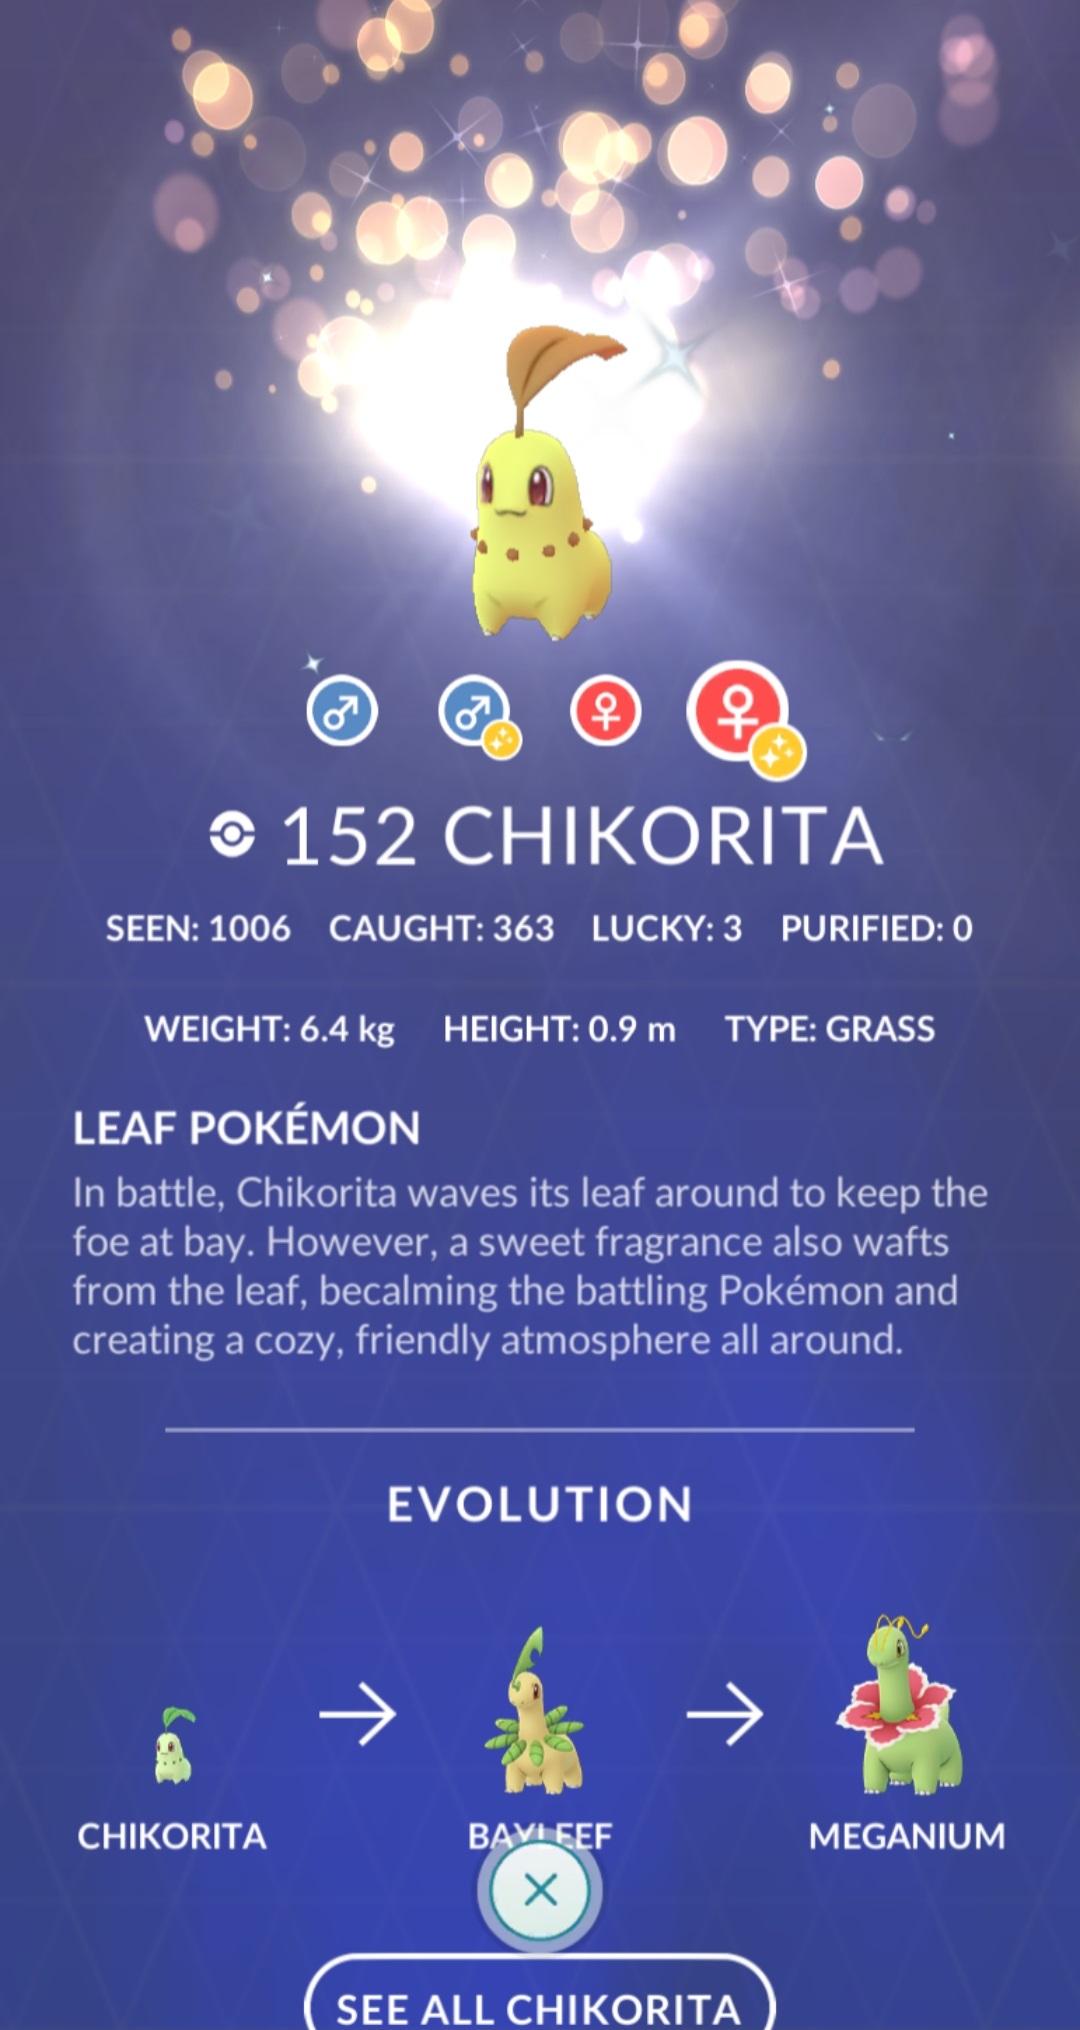 152 CHIKORITA
SEEN: 1006 CAUGHT: 363 LUCKY: 3 PURIFIED: 0
WEIGHT: 6.4 kg HEIGHT: 0.9 m TYPE: GRASS
LEAF POKÉMON
In battle, Chikorita waves its leaf around to keep the
foe at bay. However, a sweet fragrance also wafts
from the leaf, becalming the battling Pokémon and
creating a cozy, friendly atmosphere all around.
EVOLUTION
CHIKORITA BAYLEEF MEGANIUM
SEE ALL CHIKORITA